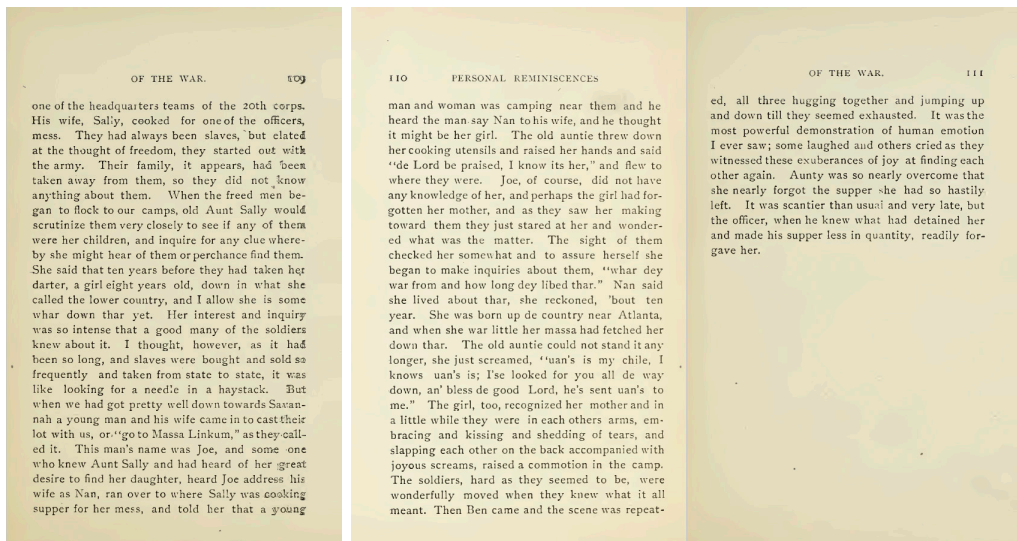 OF THE WAR. 109
one of the headquarters teams of the 20th corps.
His wife, Sally, cooked for one of the officers,
mess. They had always been slaves, but elated
at the thought of freedom, they started out with
the army. Their family, it appears, had been
taken away from them, so they did not know
anything about them. When the freed men be-
gan to flock to our camps, old Aunt Sally would
scrutinize them very closely to see if any of them
were her children, and inquire for any clue where-
by she might hear of them or perchance find them.
She said that ten years before they had taken her
darter, a girl eight years old, down in what she
called the lower country, and I allow she is some
whar down thar yet. Her interest and inquiry
was so intense that a good many of the soldiers
knew about it. I thought, however, as it had
been so long, and slaves were bought and sold so
frequently and taken from state to state, it was
like looking for a needle in a haystack. But
when we had got pretty well down towards Savan-
nah a young man and his wife came in to cast their
lot with us, or "go to Massa Linkum," as they call-
ed it. This man's name was Joe, and some one
who knew Aunt Sally and had heard of her great
desire to find her daughter, heard Joe address his
wife as Nan, ran over to where Sally was cooking
supper for her mess, and told her that a young
110 PERSONAL REMINISCENCES
man and woman was camping near them and he
heard the man say Nan to his wife, and he thought
it might be her girl. The old auntie threw down
her cooking utensils and raised her hands and said
"de Lord be praised, I know its her," and flew to
where they were. Joe, of course, did not have
any knowledge of her, and perhaps the girl had for-
gotten her mother, and as they saw her making
toward them they just stared at her and wonder-
ed what was the matter. The sight of them
checked her somewhat and to assure herself she
began to make inquiries about them, "whar dey
war from and how long dey libed thar." Nan said
she lived about thar, she reckoned, 'bout ten
year. She was born up de country near Atlanta,
and when she war little her massa had fetched her
down thar. The old auntie could not stand it any
longer, she just screamed, "uan's is my chile, I
knows uan's is; I'se looked for you all de way
down, an' bless de good Lord, he's sent uan's to
me." The girl, too, recognized her mother and in
a little while they were in each others arms, em-
bracing and kissing and shedding of tears, and
slapping each other on the back accompanied with
joyous screams, raised a commotion in the camp.
The soldiers, hard as they seemed to be, were
wonderfully moved when they knew what it all
meant. Then Ben came and the scene was repeat-
OF THE WAR. 111
ed, all three hugging together and jumping up
and down till they seemed exhausted. It was the
most powerful demonstration of human emotion
I ever saw; some laughed and others cried as they
witnessed these exuberances of joy at finding each
other again. Aunty was so nearly overcome that
she nearly forgot the supper she had so hastily
left. It was scantier than usual and very late, but
the officer, when he knew what had detained her
and made his supper less in quantity, readily for-
gave her.